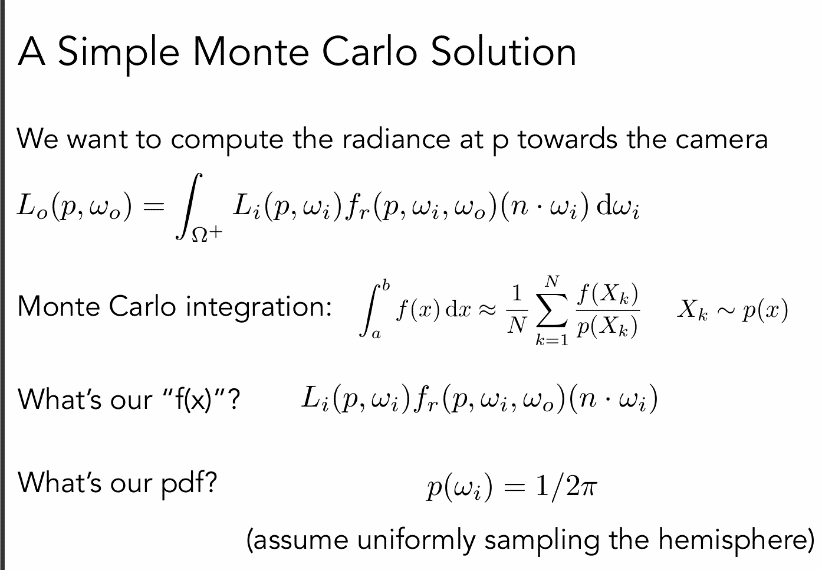 A Simple Monte Carlo Solution
We want to compute the radiance at p towards the camera
$L_o(p, \omega_o) = \int_{\Omega^+} L_i(p, \omega_i) f_r(p, \omega_i, \omega_o)(n \cdot \omega_i) \, \mathrm{d}\omega_i$
Monte Carlo integration: $\int_a^b f(x) \, \mathrm{d}x \approx \frac{1}{N} \sum_{k=1}^{N} \frac{f(X_k)}{p(X_k)}$ $X_k \sim p(x)$
What’s our “f(x)”? $L_i(p, \omega_i) f_r(p, \omega_i, \omega_o)(n \cdot \omega_i)$
What’s our pdf? $p(\omega_i) = 1/2\pi$
(assume uniformly sampling the hemisphere)